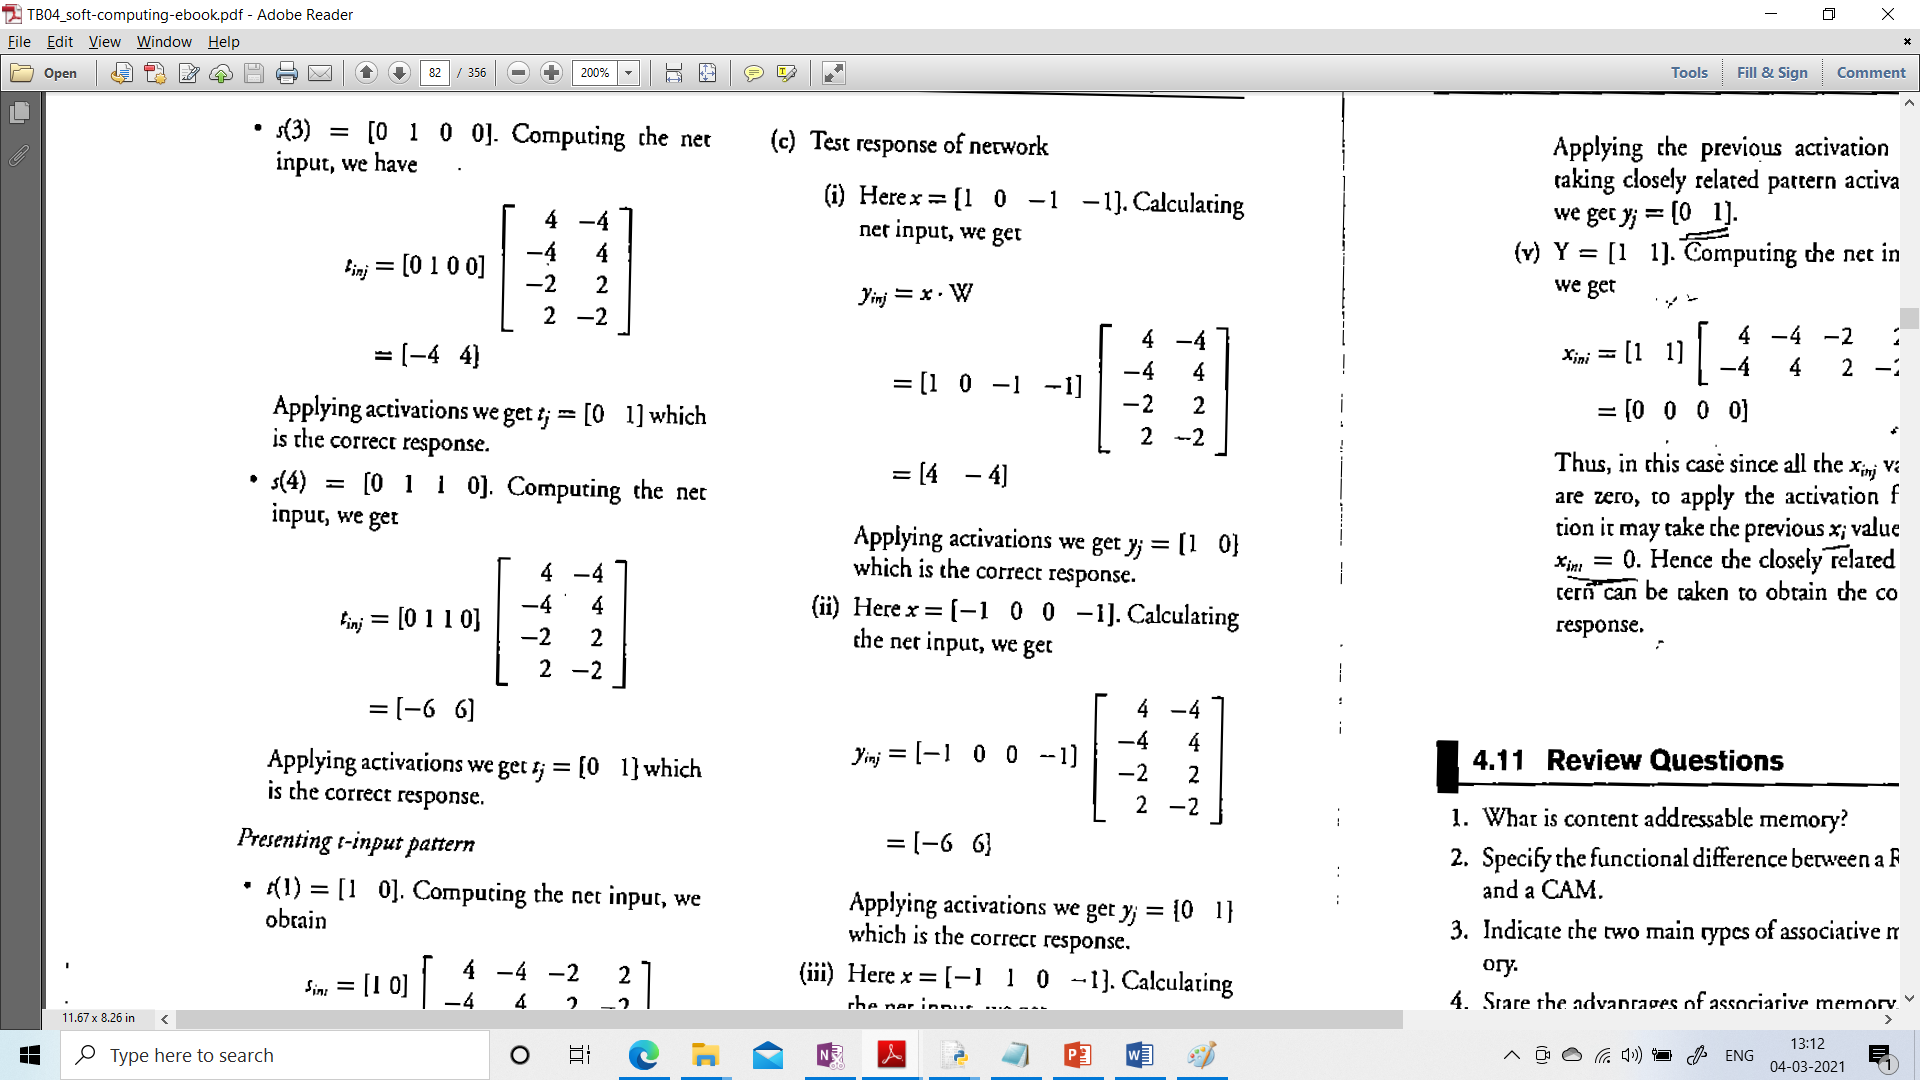 TB04_soft-computing-ebook.pdf - Adobe Reader
File Edit View Window Help
Open 82 / 356 200% Tools Fill & Sign Comment
• s(3) = [0 1 0 0]. Computing the net
input, we have
t_inj = [0 1 0 0] [ 4 −4
−4 4
−2 2
2 −2 ]
= [−4 4]
Applying activations we get t_j = [0 1] which
is the correct response.
• s(4) = [0 1 1 0]. Computing the net
input, we get
t_inj = [0 1 1 0] [ 4 −4
−4 4
−2 2
2 −2 ]
= [−6 6]
Applying activations we get t_j = [0 1] which
is the correct response.
Presenting t-input pattern
• t(1) = [1 0]. Computing the net input, we
obtain
s_ini = [1 0] [ 4 −4 −2 2 ]
−4 4 2 −2
(c) Test response of network
(i) Here x = [1 0 −1 −1]. Calculating
net input, we get
y_inj = x · W
= [1 0 −1 −1] [ 4 −4
−4 4
−2 2
2 −2 ]
= [4 −4]
Applying activations we get y_j = [1 0]
which is the correct response.
(ii) Here x = [−1 0 0 −1]. Calculating
the net input, we get
y_inj = [−1 0 0 −1] [ 4 −4
−4 4
−2 2
2 −2 ]
= [−6 6]
Applying activations we get y_j = [0 1]
which is the correct response.
(iii) Here x = [−1 1 0 −1]. Calculating
the net input, we get
Applying the previous activation
taking closely related pattern activa
we get y_j = [0 1].
(v) Y = [1 1]. Computing the net in
we get
x_ini = [1 1] [ 4 −4 −2
−4 4 2 −
= [0 0 0 0]
Thus, in this case since all the x_inj va
are zero, to apply the activation f
tion it may take the previous x_i value
x_ini = 0. Hence the closely related
tern can be taken to obtain the co
response.
4.11 Review Questions
1. What is content addressable memory?
2. Specify the functional difference between a R
and a CAM.
3. Indicate the two main types of associative m
ory.
4. State the advantages of associative memory.
11.67 x 8.26 in
Type here to search
ENG
13:12
04-03-2021
1